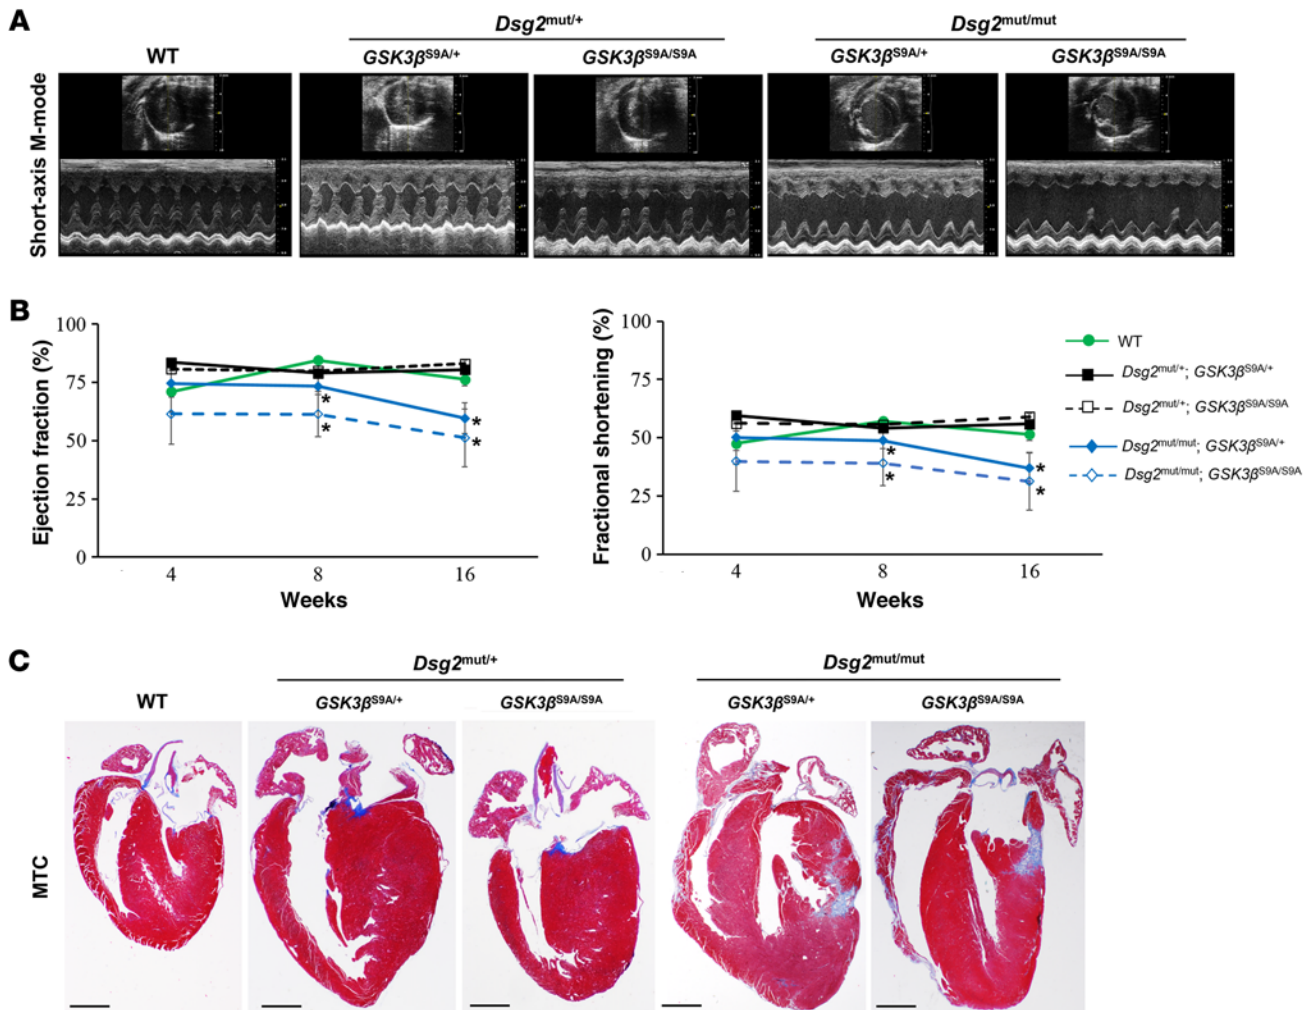 A
Dsg2mut/+
Dsg2mut/mut
WT
GSK3βS9A/+
GSK3βS9A/S9A
GSK3βS9A/+
GSK3βS9A/S9A
Short-axis M-mode
B
Ejection fraction (%)
100
75
50
25
0
4
8
16
Weeks
*
*
*
*
Fractional shortening (%)
100
75
50
25
0
4
8
16
Weeks
*
*
*
*
WT
Dsg2mut/+; GSK3βS9A/+
Dsg2mut/+; GSK3βS9A/S9A
Dsg2mut/mut; GSK3βS9A/+
Dsg2mut/mut; GSK3βS9A/S9A
C
Dsg2mut/+
Dsg2mut/mut
WT
GSK3βS9A/+
GSK3βS9A/S9A
GSK3βS9A/+
GSK3βS9A/S9A
MTC